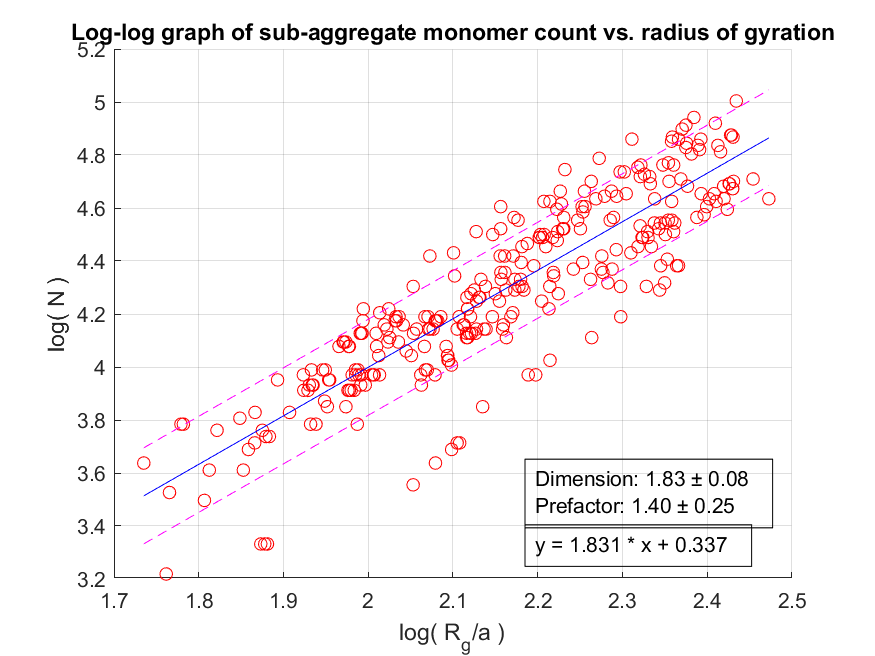 Log-log graph of sub-aggregate monomer count vs. radius of gyration
5.2
5
4.8
4.6
4.4
4.2
4
3.8
3.6
3.4
3.2
log( N )
Dimension: 1.83 ± 0.08
Prefactor: 1.40 ± 0.25
y = 1.831 * x + 0.337
1.7 1.8 1.9 2 2.1 2.2 2.3 2.4 2.5
log( Rg/a )